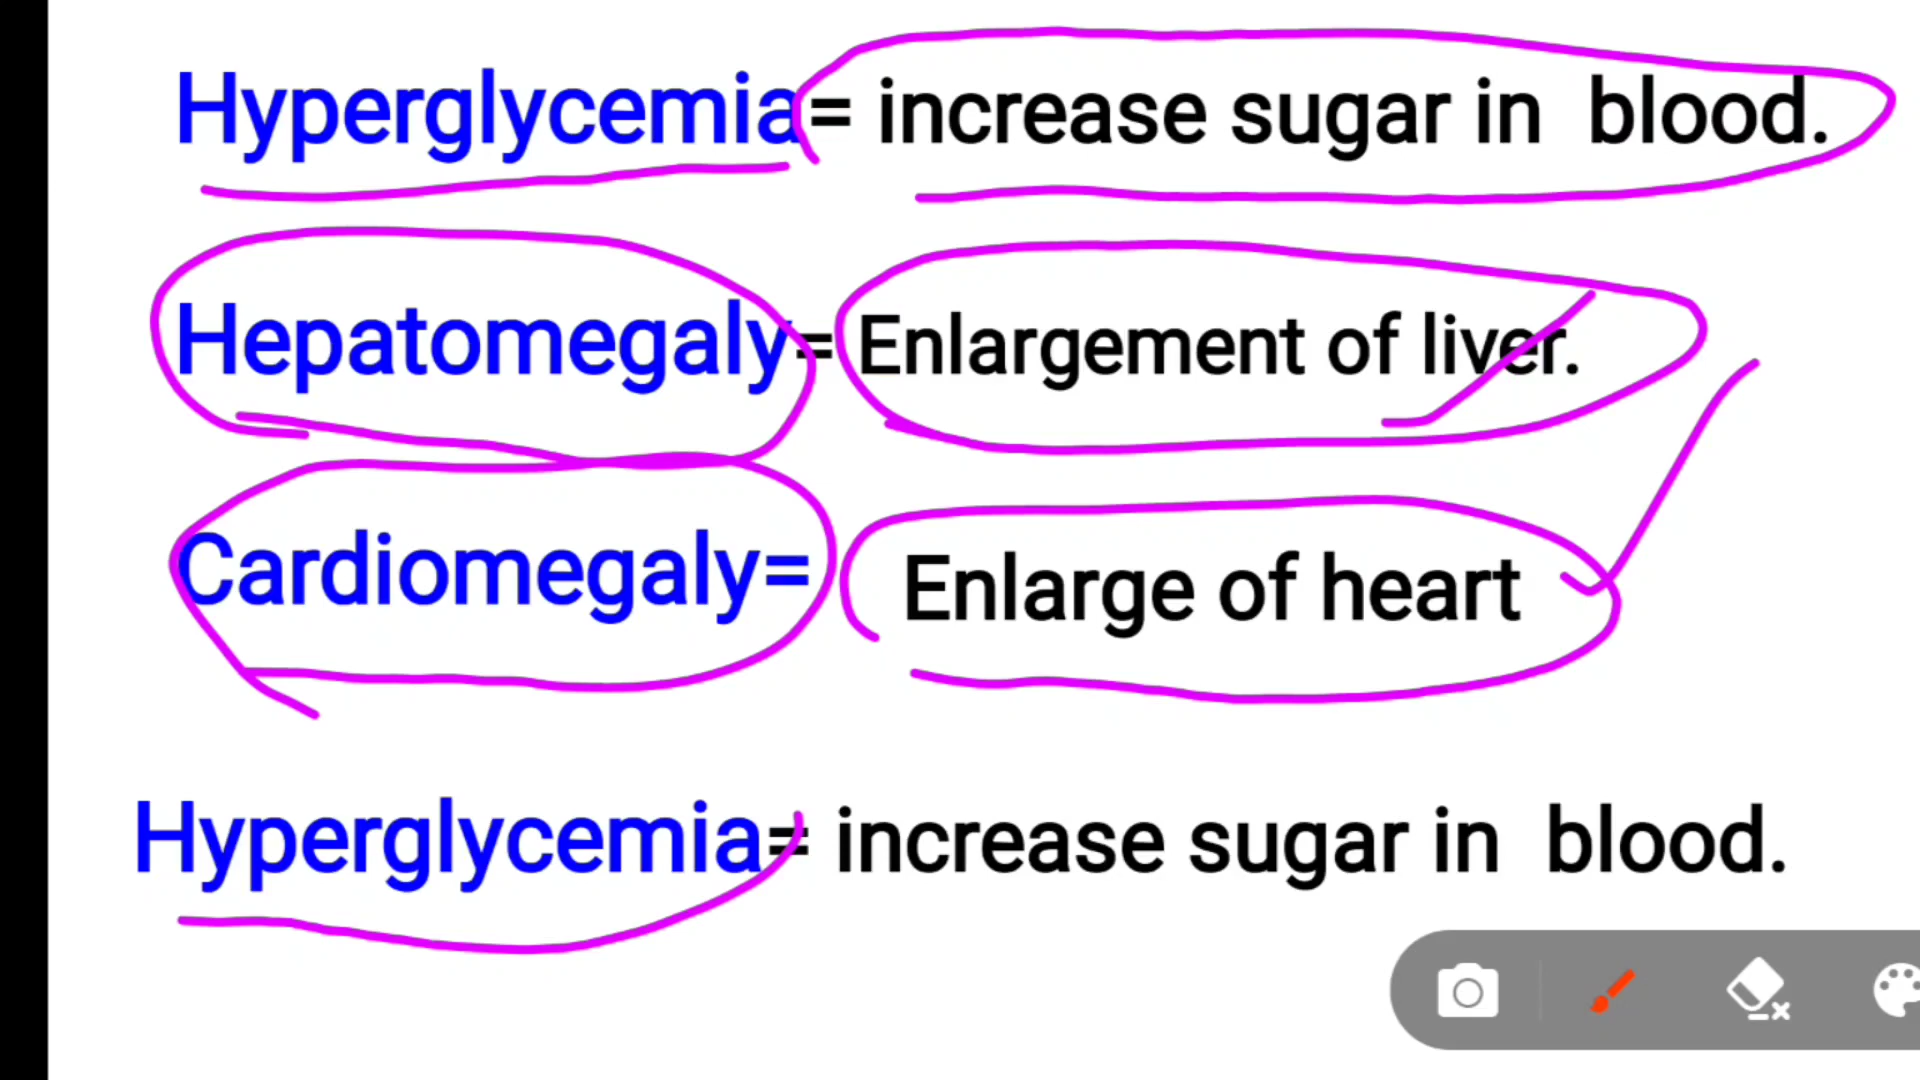 Hyperglycemia= increase sugar in  blood.
Hepatomegaly= Enlargement of liver.
Cardiomegaly= Enlarge of heart
Hyperglycemia= increase sugar in  blood.